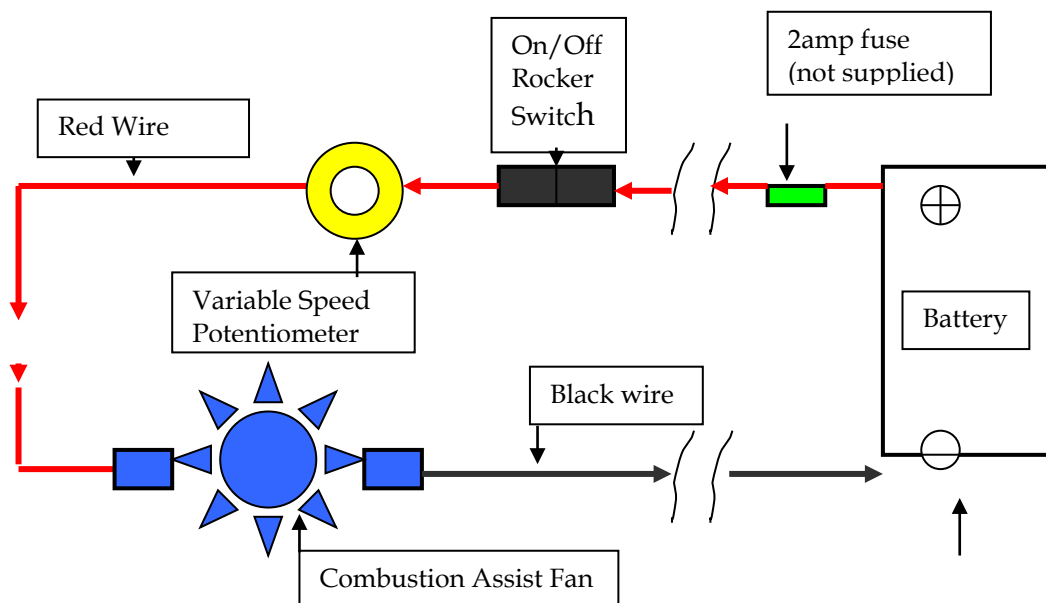 On/Off
Rocker
Switch
2amp fuse
(not supplied)
Red Wire
Variable Speed
Potentiometer
Battery
Black wire
Combustion Assist Fan